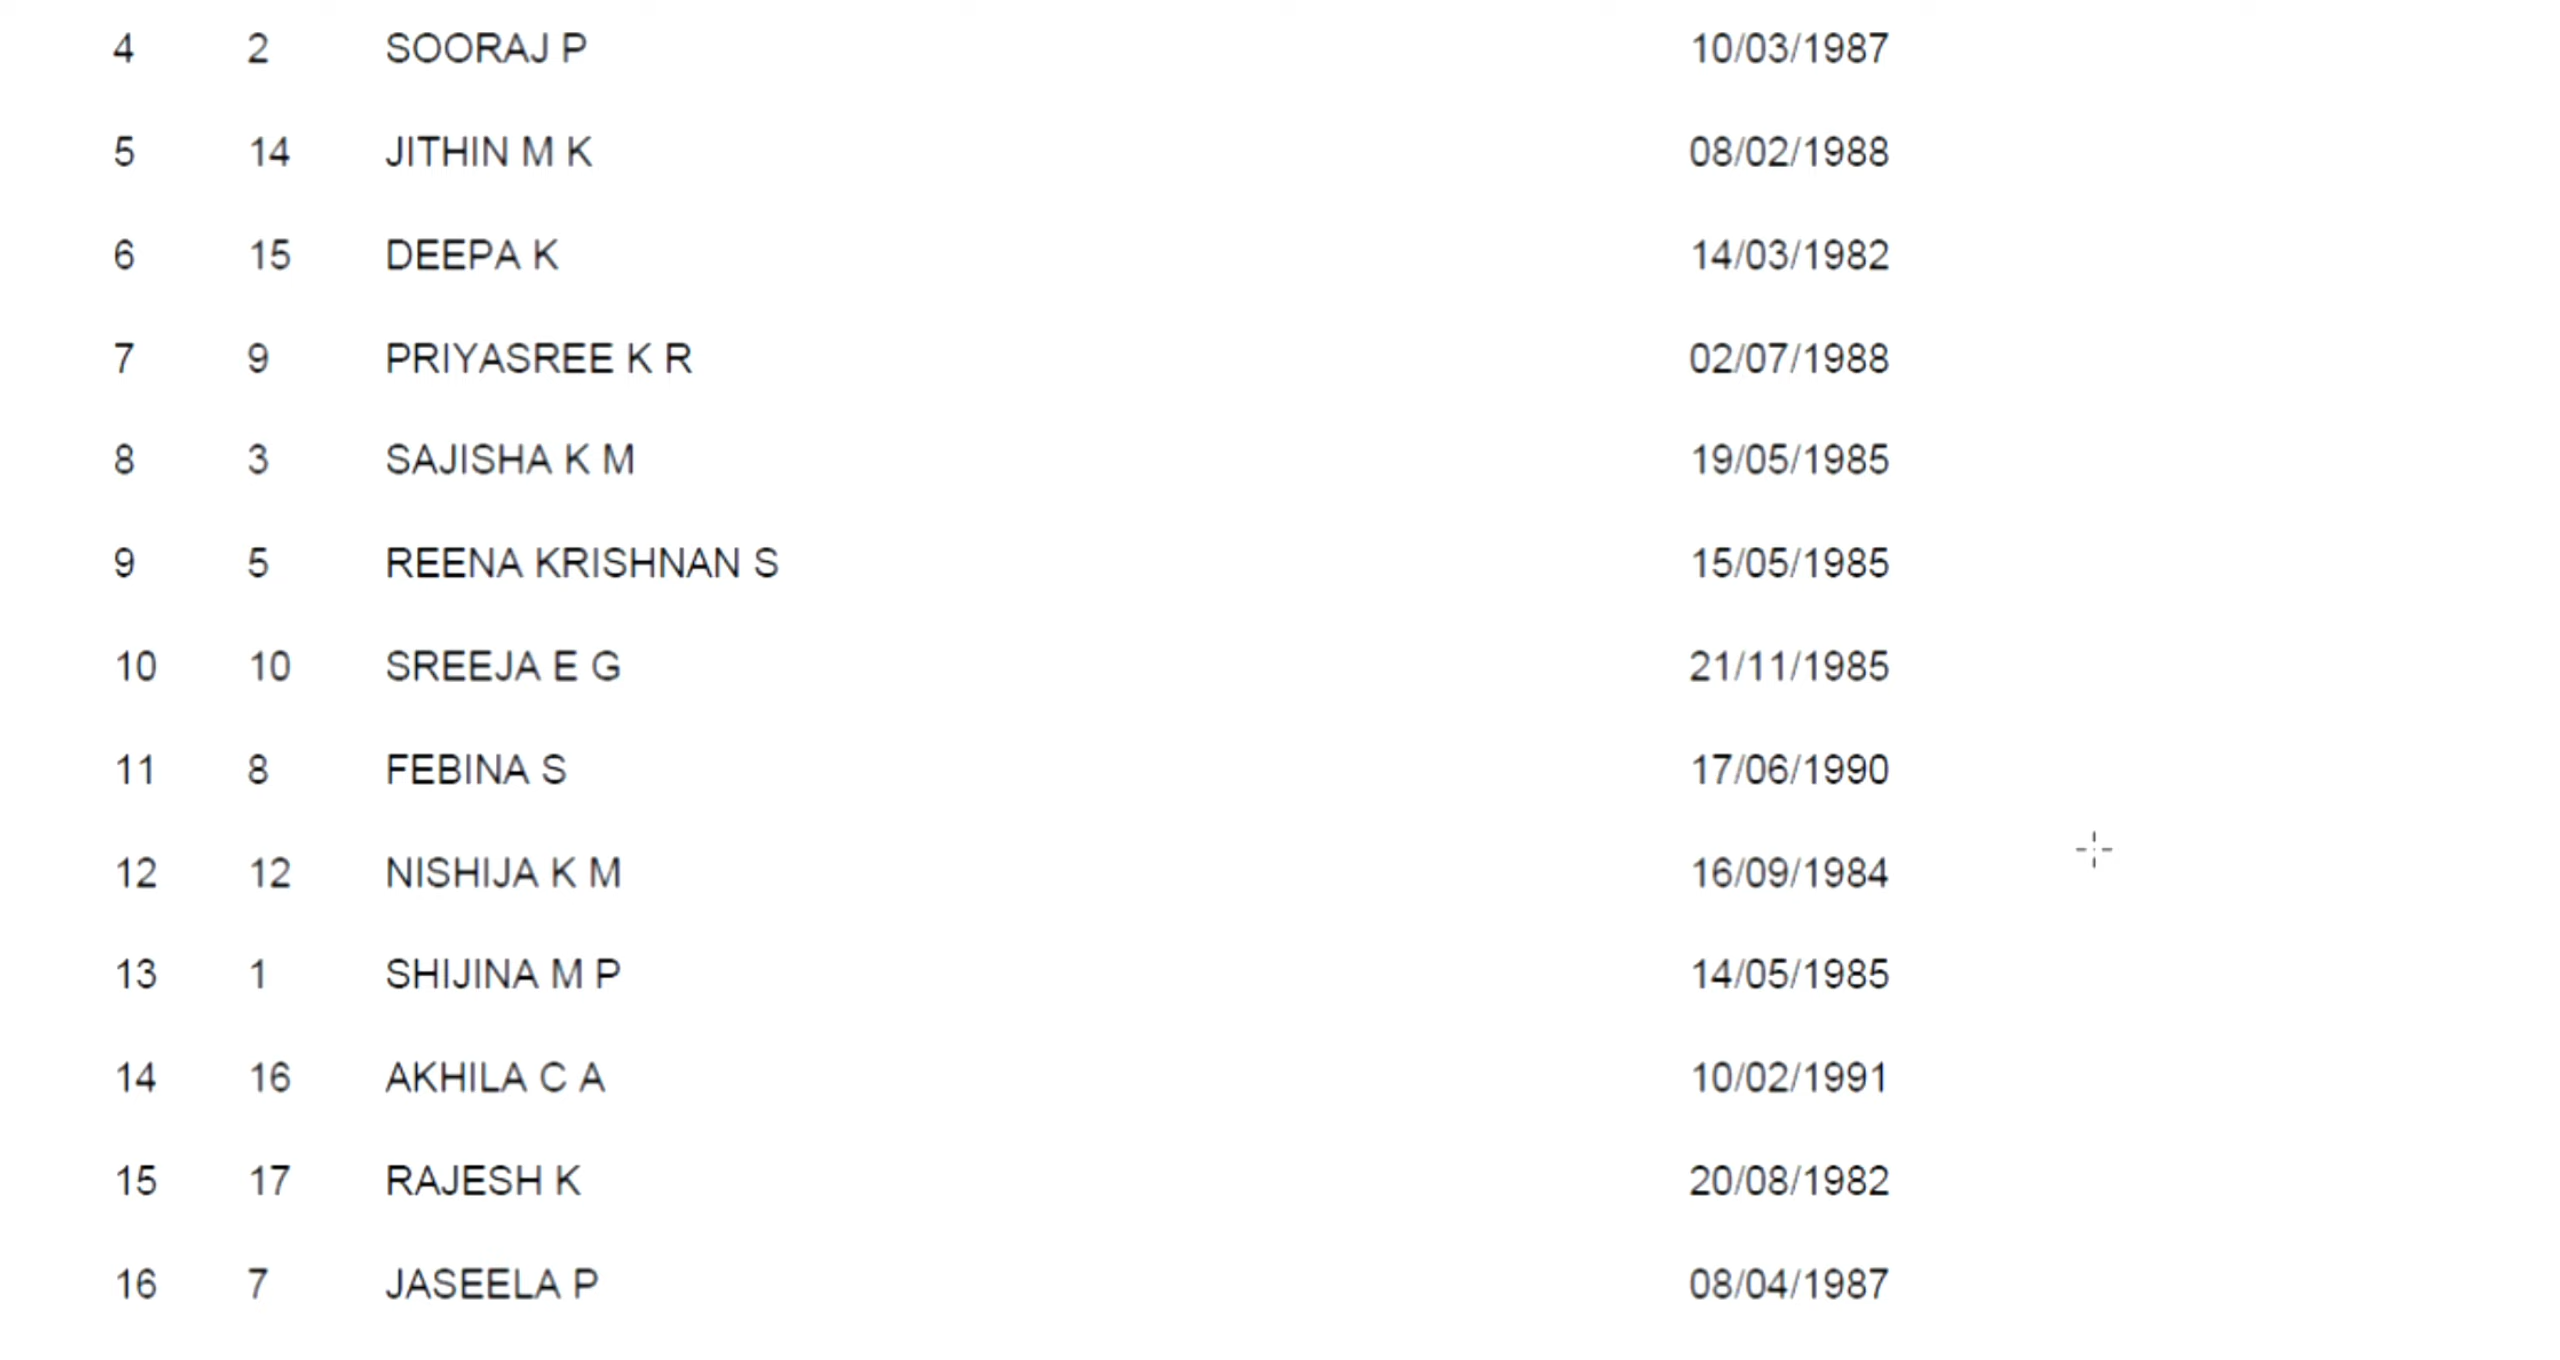 4 2 SOORAJ P 10/03/1987
5 14 JITHIN M K 08/02/1988
6 15 DEEPA K 14/03/1982
7 9 PRIYASREE K R 02/07/1988
8 3 SAJISHA K M 19/05/1985
9 5 REENA KRISHNAN S 15/05/1985
10 10 SREEJA E G 21/11/1985
11 8 FEBINA S 17/06/1990
12 12 NISHIJA K M 16/09/1984
13 1 SHIJINA M P 14/05/1985
14 16 AKHILA C A 10/02/1991
15 17 RAJESH K 20/08/1982
16 7 JASEELA P 08/04/1987